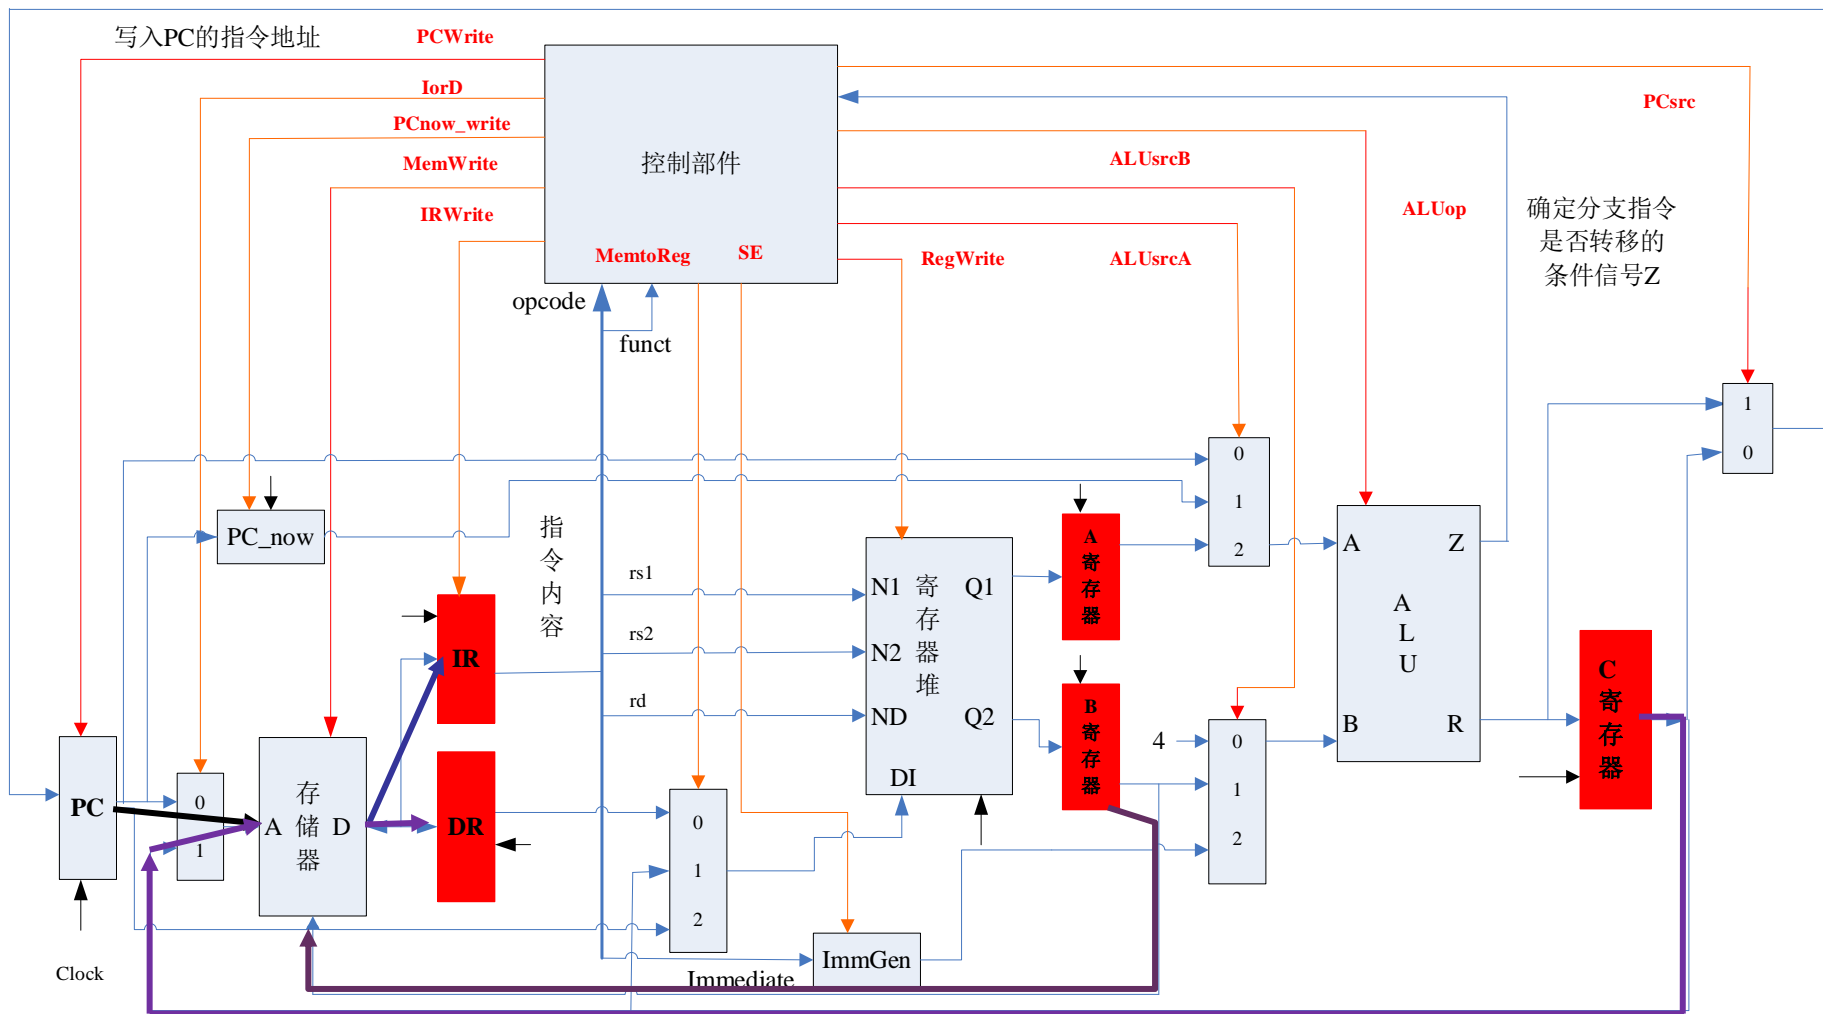 写入PC的指令地址
PCWrite
IorD
PCnow_write
MemWrite
IRWrite
控制部件
MemtoReg
SE
RegWrite
ALUsrcB
ALUsrcA
ALUop
PCsrc
确定分支指令
是否转移的
条件信号Z
opcode
funct
指
令
内
容
PC_now
rs1
rs2
rd
IR
DR
PC
Clock
0
1
A
存
储
器
D
0
1
2
N1
N2
ND
DI
寄
存
器
堆
Q1
Q2
Immediate
ImmGen
A
寄
存
器
B
寄
存
器
0
1
2
4
0
1
2
A
B
A
L
U
Z
R
C
寄
存
器
1
0